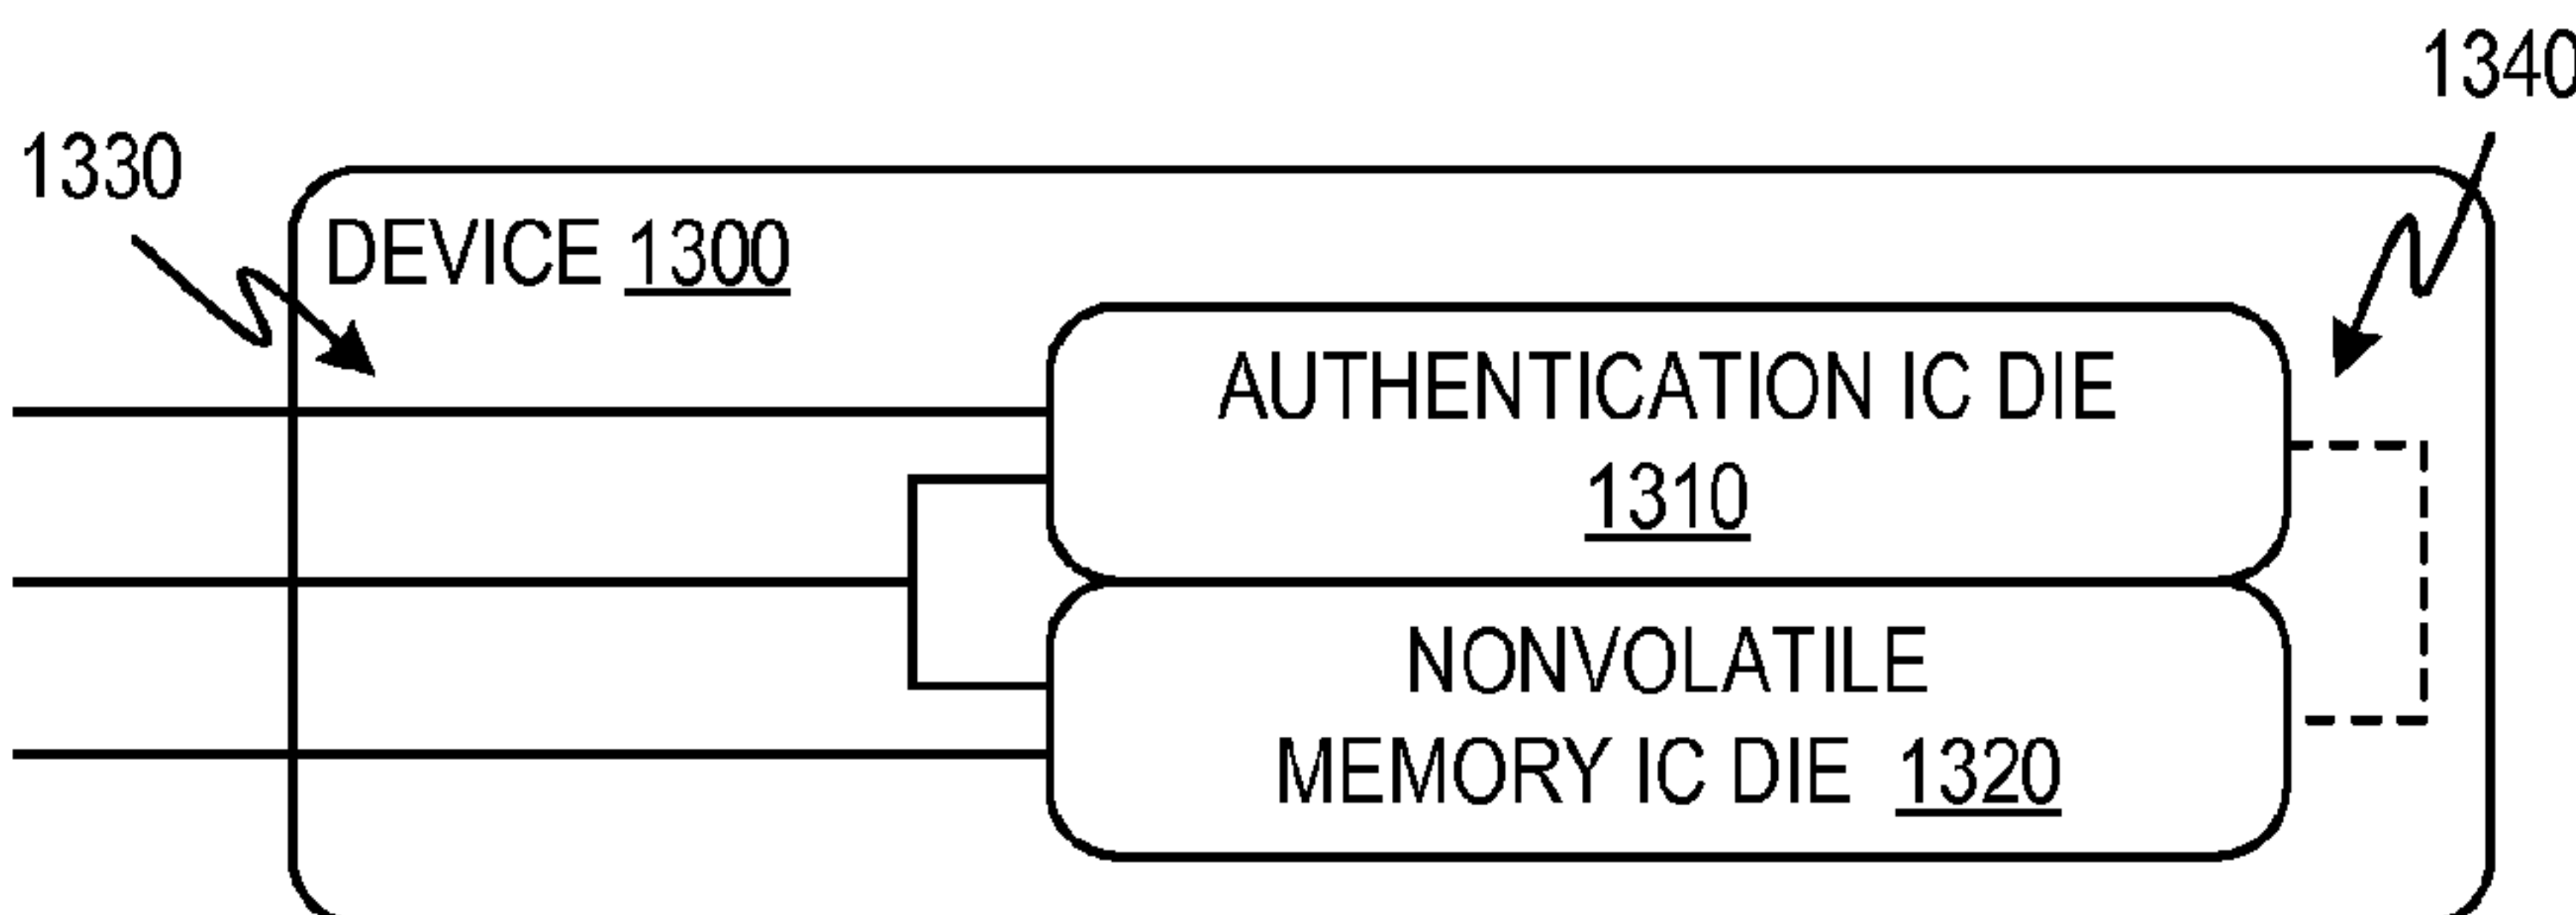 1340
1330
DEVICE 1300
AUTHENTICATION IC DIE
1310
NONVOLATILE
MEMORY IC DIE 1320